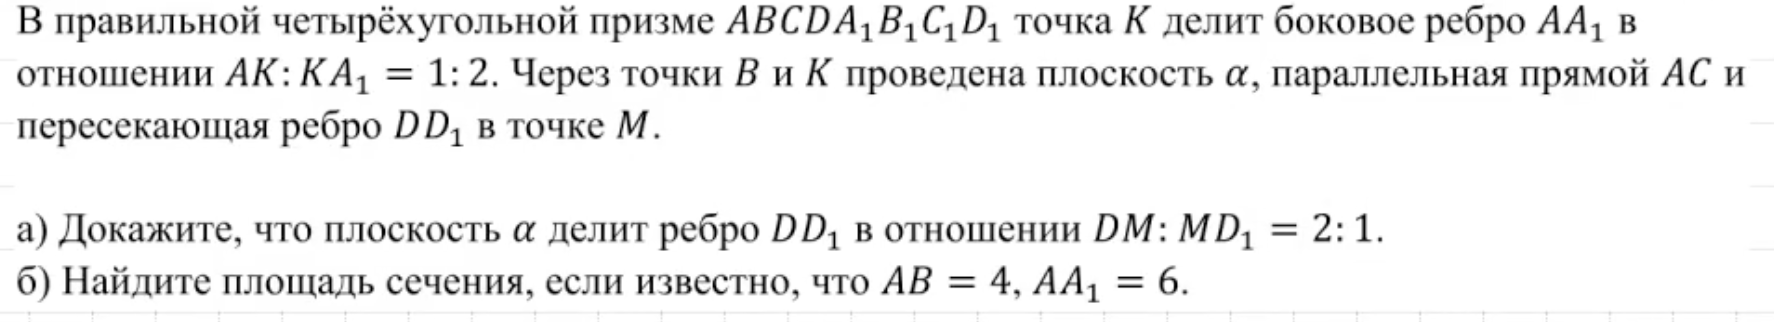 В правильной четырёхугольной призме ABCDA₁B₁C₁D₁ точка K делит боковое ребро AA₁ в
отношении AK: KA₁ = 1: 2. Через точки B и K проведена плоскость α, параллельная прямой AC и
пересекающая ребро DD₁ в точке M.
а) Докажите, что плоскость α делит ребро DD₁ в отношении DM: MD₁ = 2: 1.
б) Найдите площадь сечения, если известно, что AB = 4, AA₁ = 6.